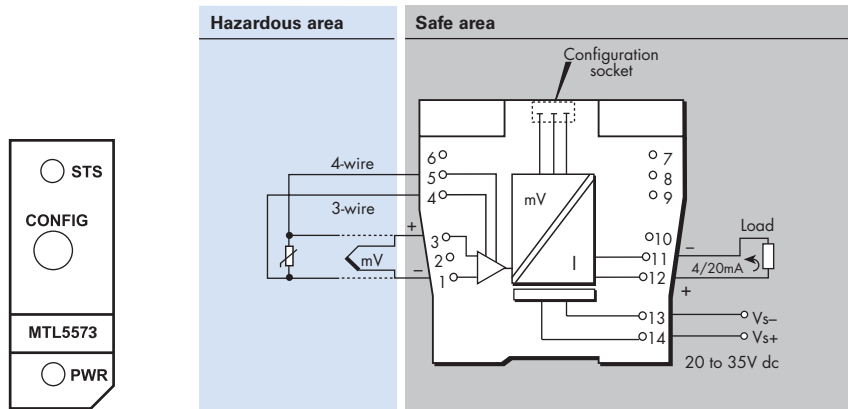 STS
CONFIG
MTL5573
PWR
Hazardous area
Safe area
Configuration
socket
4-wire
3-wire
+
mV
−
6
5
4
3
2
1
mV
I
7
8
9
10
11
12
13
14
Load
−
4/20mA
+
Vs−
Vs+
20 to 35V dc